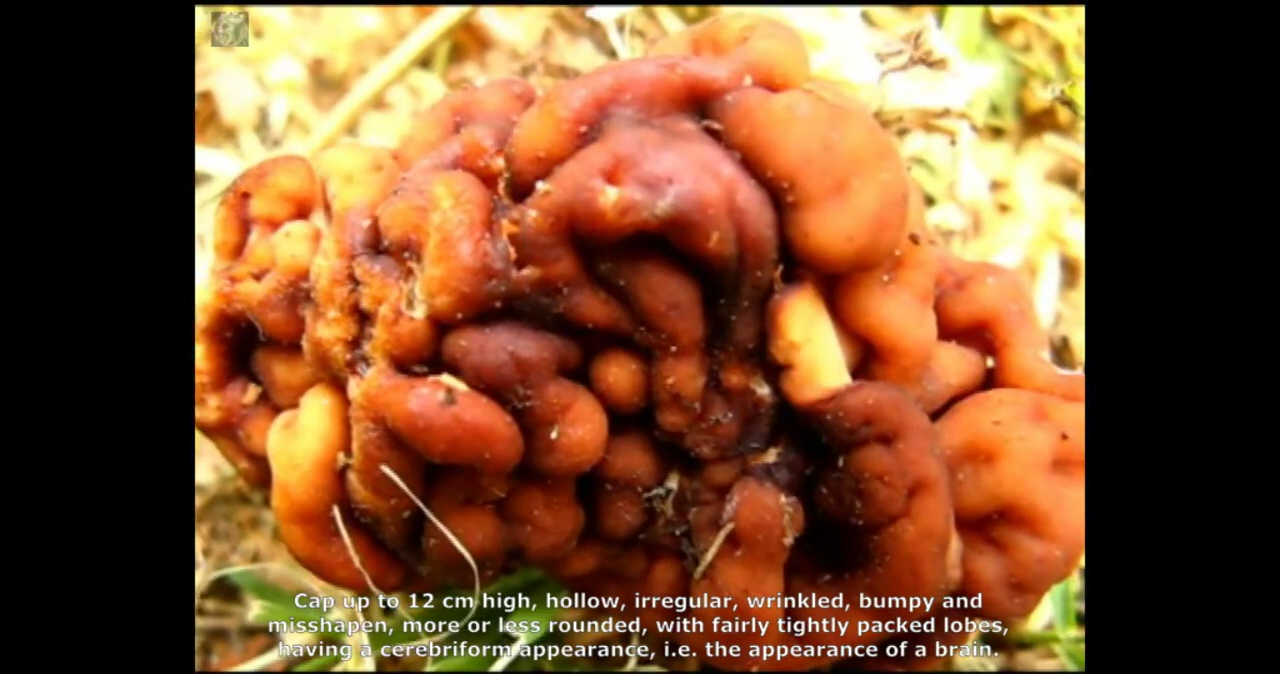 Cap up to 12 cm high, hollow, irregular, wrinkled, bumpy and
misshapen, more or less rounded, with fairly tightly packed lobes,
having a cerebriform appearance, i.e. the appearance of a brain.